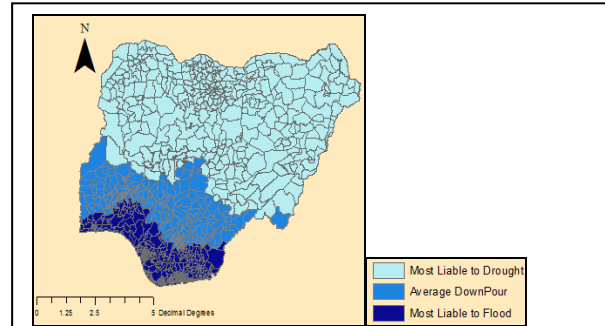 N
0 1.25 2.5 5 Decimal Degrees
Most Liable to Drought
Average DownPour
Most Liable to Flood